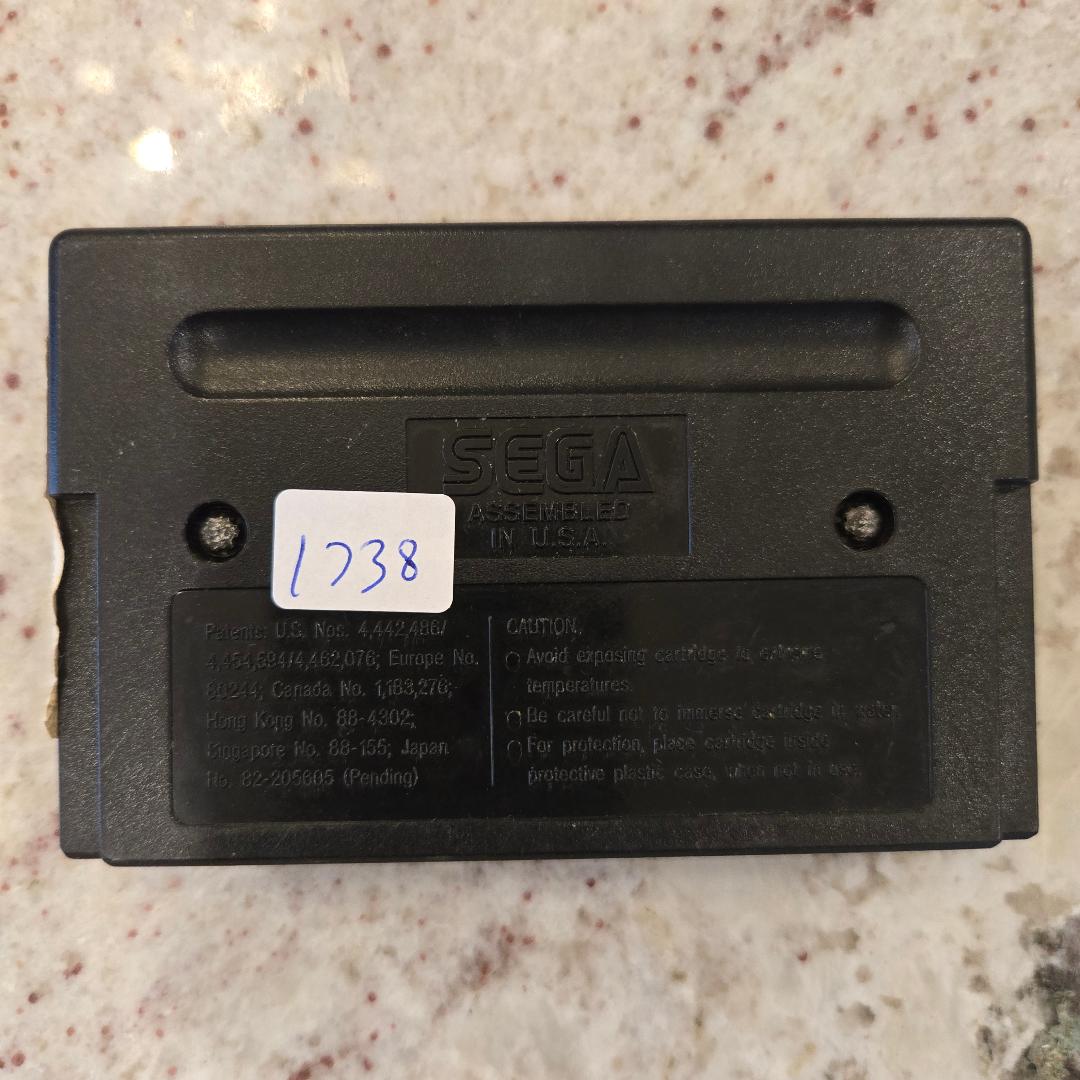 SEGA
ASSEMBLED
IN U.S.A.
1738
Patents: U.S. Nos. 4,442,486/
4,454,594/4,462,076; Europe No.
80244; Canada No. 1,183,276;
Hong Kong No. 88-4302;
Singapore No. 88-155; Japan
No. 82-205605 (Pending)
CAUTION,
Avoid exposing cartridge to extreme
temperatures.
Be careful not to immerse cartridge in water.
For protection, place cartridge inside
protective plastic case, when not in use.